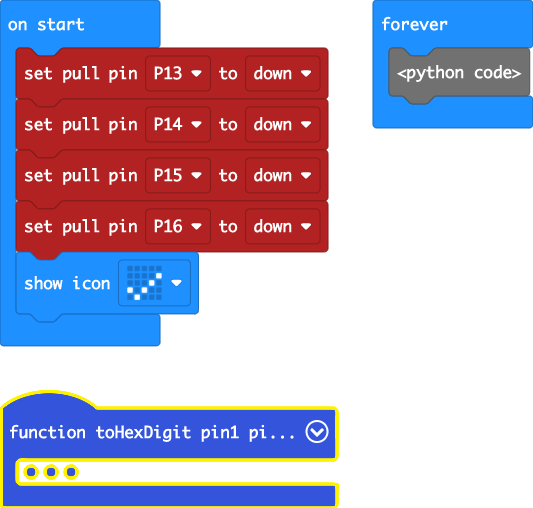 on start
set pull pin P13 to down
set pull pin P14 to down
set pull pin P15 to down
set pull pin P16 to down
show icon
forever
<python code>
function toHexDigit pin1 pi...